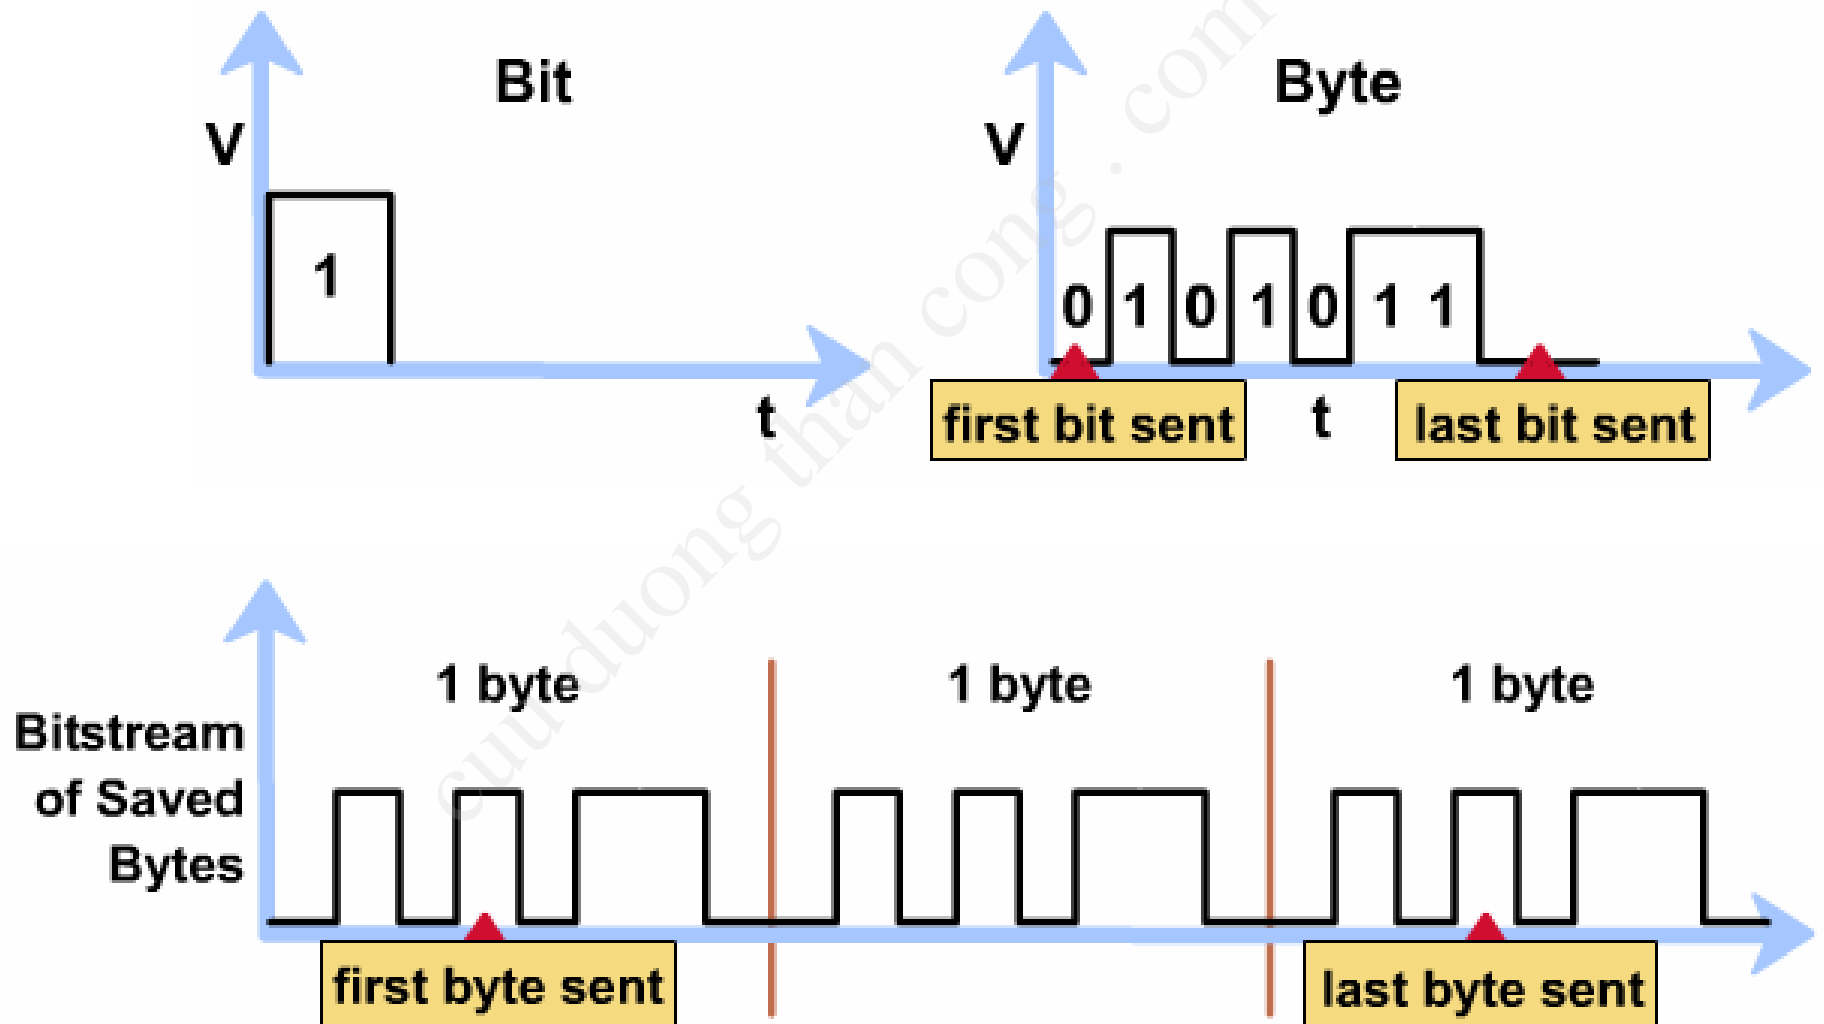 Bit
V
1
t
Byte
V
0 1 0 1 0 1 1
first bit sent
t
last bit sent
1 byte
1 byte
1 byte
Bitstream
of Saved
Bytes
first byte sent
last byte sent
cuu duong than cong . com